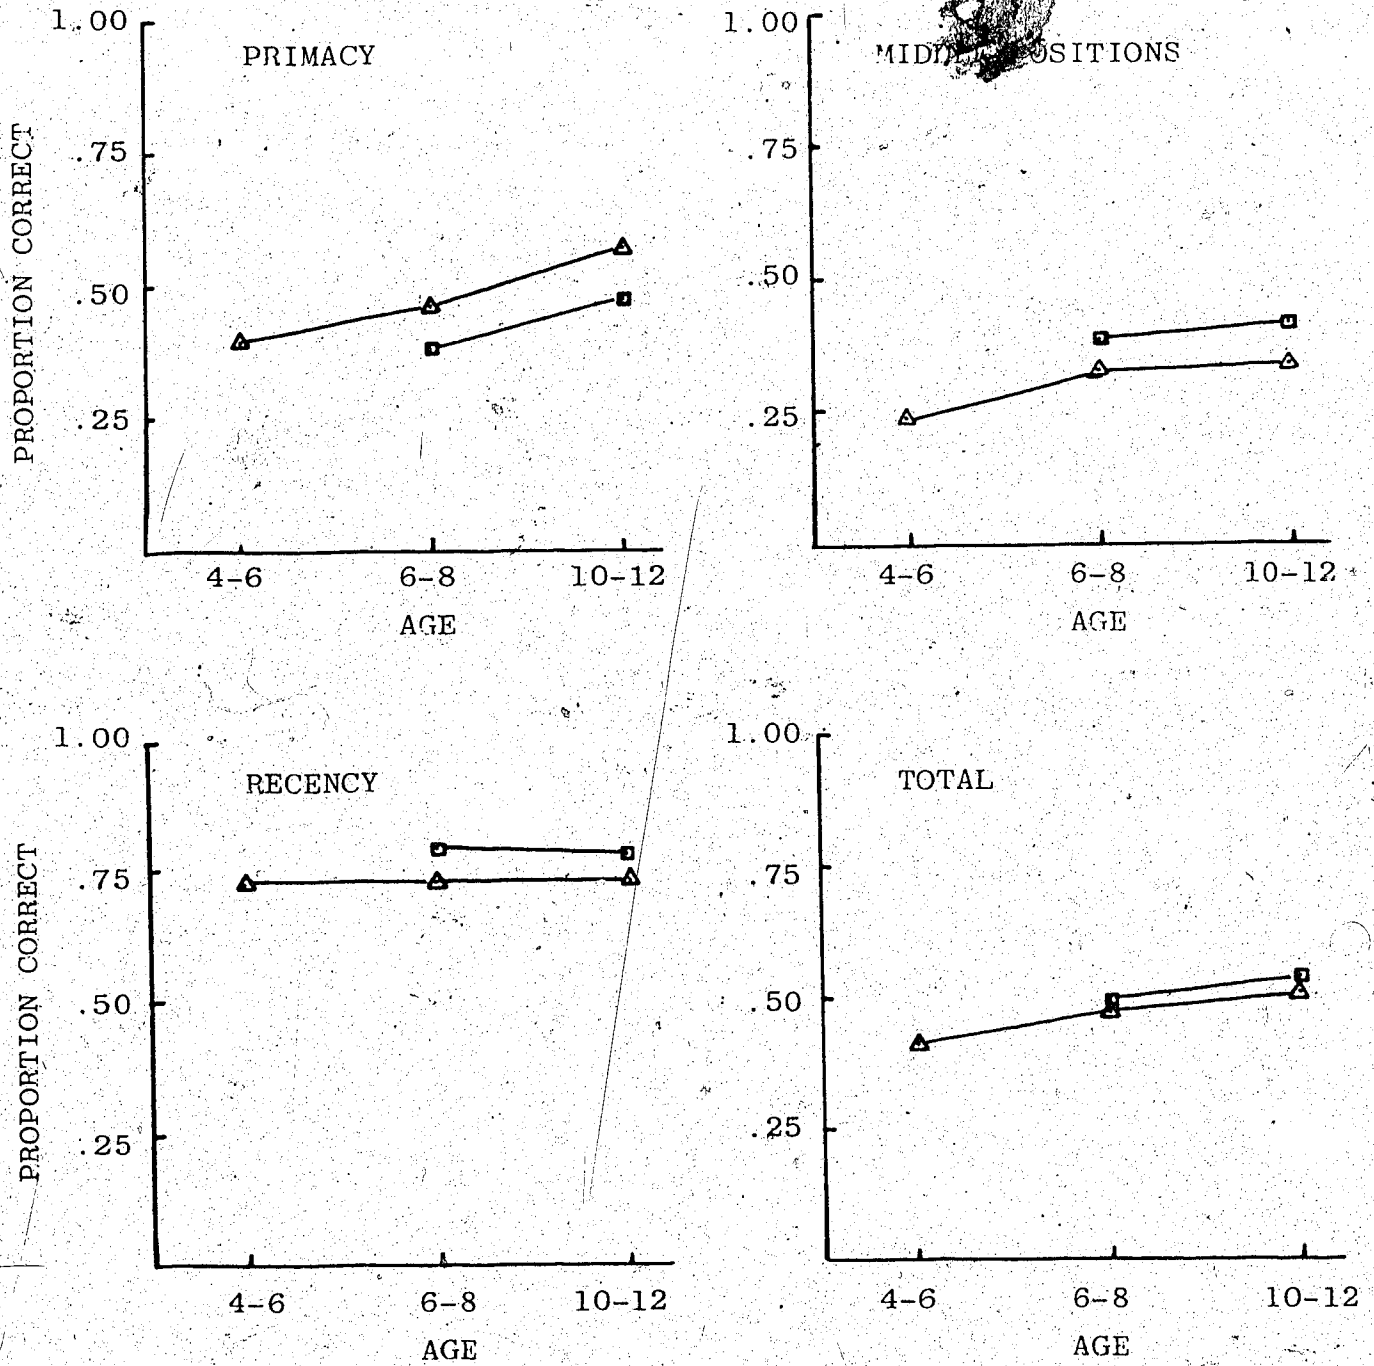 1.00
PRIMACY
.75
.50
.25
PROPORTION CORRECT
4-6 6-8 10-12
AGE
1.00
POSITIONS
.75
.50
.25
4-6 6-8 10-12
AGE
1.00
RECENCY
.75
.50
.25
PROPORTION CORRECT
4-6 6-8 10-12
AGE
1.00
TOTAL
.75
.50
.25
4-6 6-8 10-12
AGE